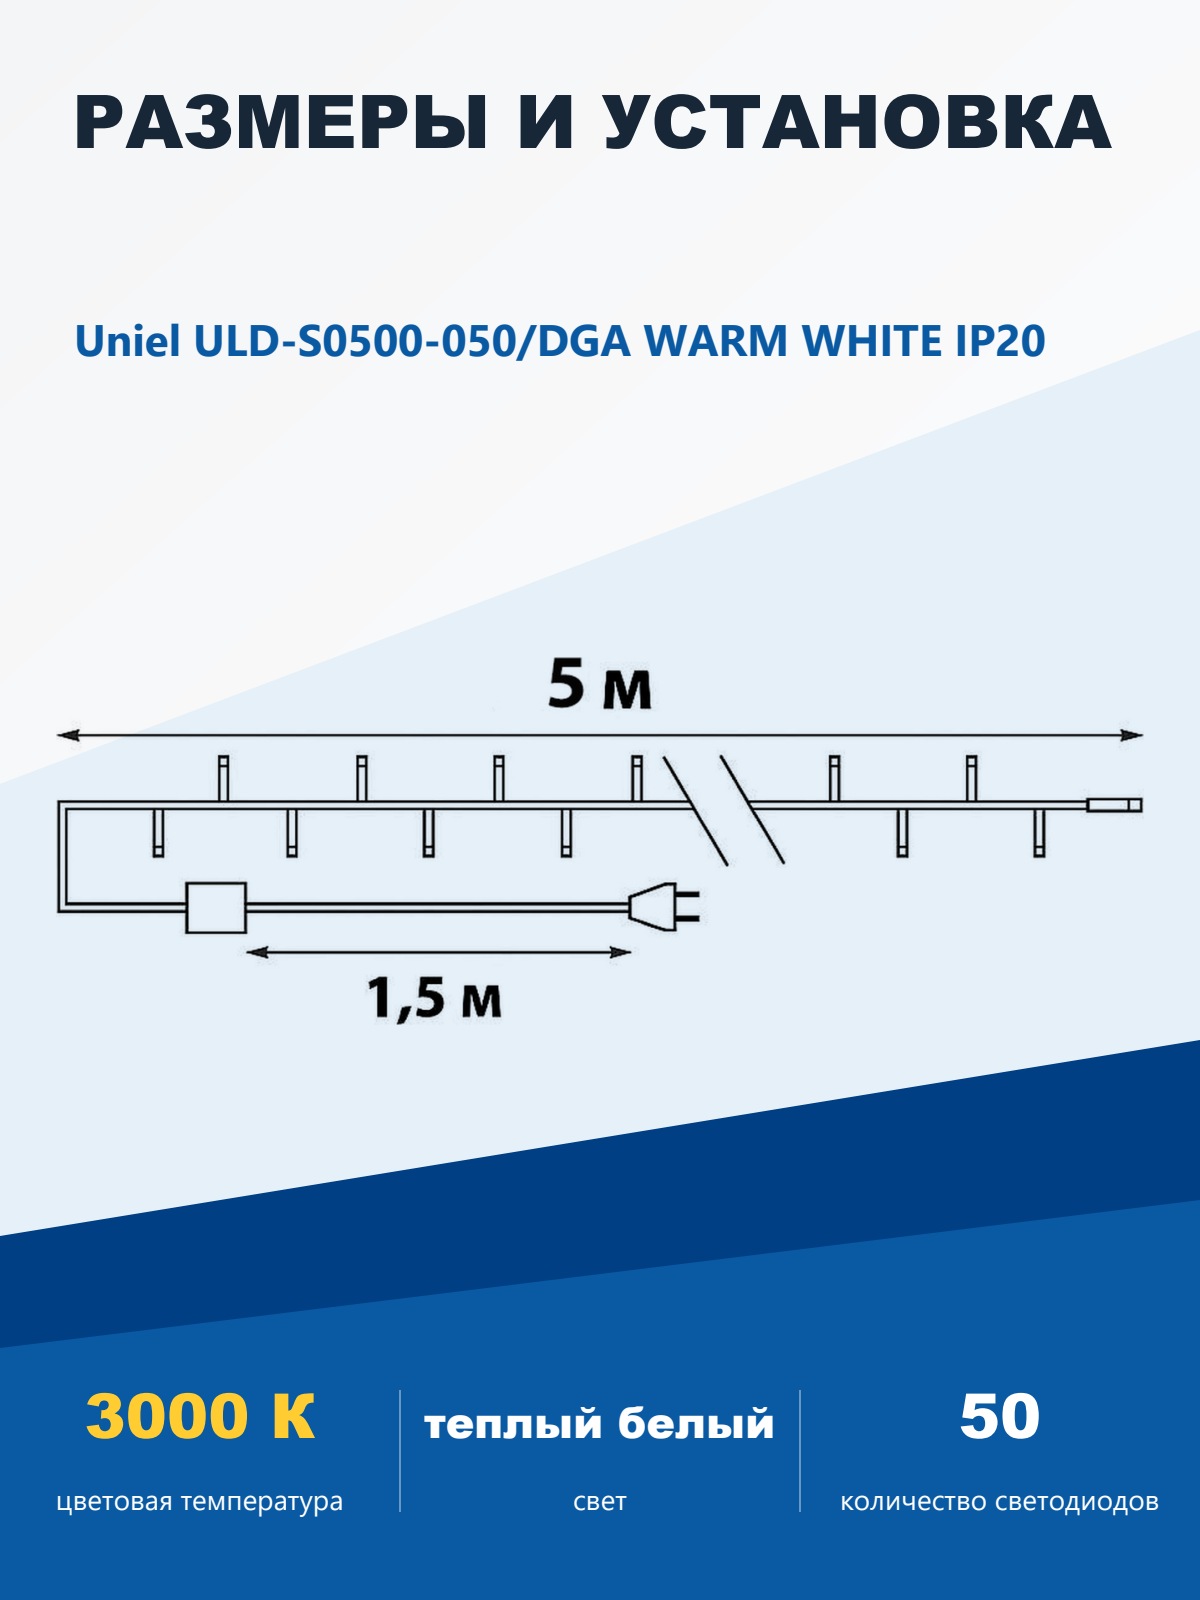 РАЗМЕРЫ И УСТАНОВКА
Uniel ULD-S0500-050/DGA WARM WHITE IP20
5 м
1,5 м
3000 К
теплый белый
50
цветовая температура
свет
количество светодиодов